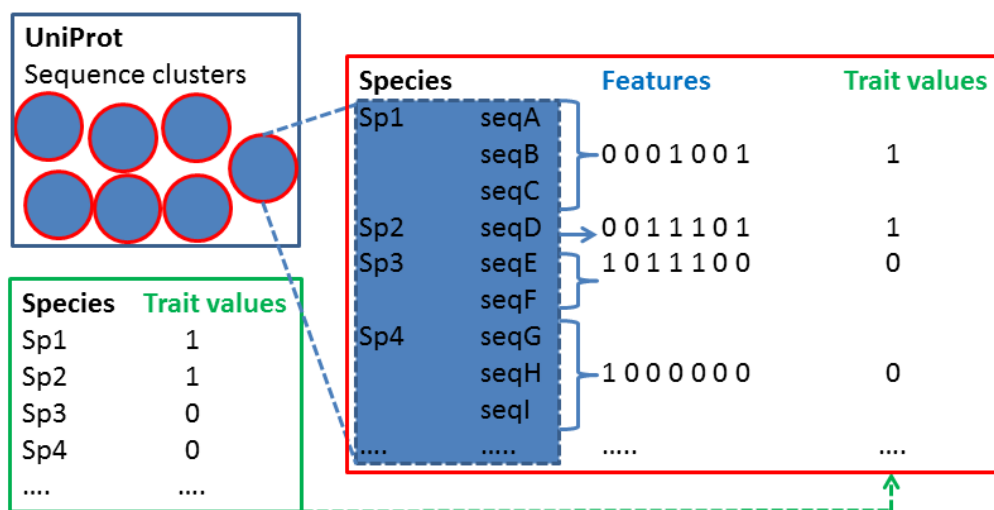 UniProt
Sequence clusters
Species Trait values
Sp1 1
Sp2 1
Sp3 0
Sp4 0
.... ....
Species Features Trait values
Sp1 seqA
seqB 0 0 0 1 0 0 1 1
seqC
Sp2 seqD 0 0 1 1 1 0 1 1
Sp3 seqE 1 0 1 1 1 0 0 0
seqF
Sp4 seqG
seqH 1 0 0 0 0 0 0 0
seqI
.... ..... ..... ....